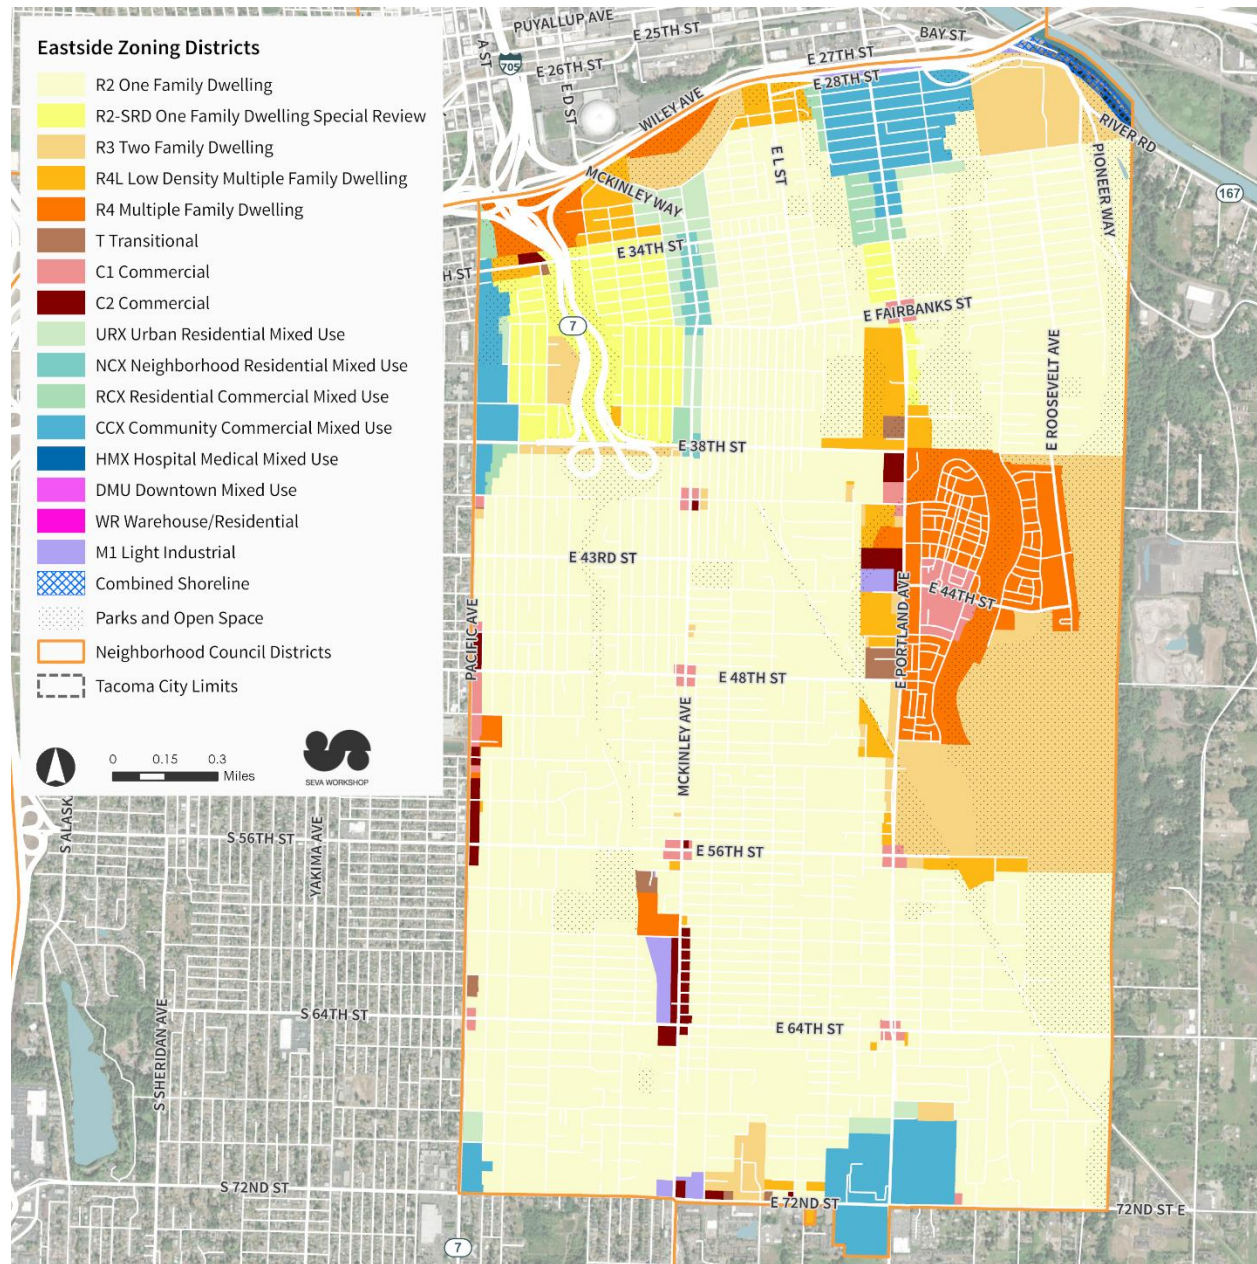 Eastside Zoning Districts
R2 One Family Dwelling
R2-SRD One Family Dwelling Special Review
R3 Two Family Dwelling
R4L Low Density Multiple Family Dwelling
R4 Multiple Family Dwelling
T Transitional
C1 Commercial
C2 Commercial
URX Urban Residential Mixed Use
NCX Neighborhood Residential Mixed Use
RCX Residential Commercial Mixed Use
CCX Community Commercial Mixed Use
HMX Hospital Medical Mixed Use
DMU Downtown Mixed Use
WR Warehouse/Residential
M1 Light Industrial
Combined Shoreline
Parks and Open Space
Neighborhood Council Districts
Tacoma City Limits
0 0.15 0.3
Miles
SEVA WORKSHOP
PUYALLUP AVE
E 25TH ST
BAY ST
A ST
705
E 26TH ST
E 27TH ST
E D ST
E 28TH ST
WILEY AVE
RIVER RD
E L ST
PIONEER WAY
MCKINLEY WAY
167
E 34TH ST
H ST
7
E FAIRBANKS ST
E ROOSEVELT AVE
E 38TH ST
E 43RD ST
E 44TH ST
PACIFIC AVE
E PORTLAND AVE
E 48TH ST
MCKINLEY AVE
S ALASK
S 56TH ST
YAKIMA AVE
E 56TH ST
S 64TH ST
E 64TH ST
S SHERIDAN AVE
S 72ND ST
E 72ND ST
72ND ST E
7